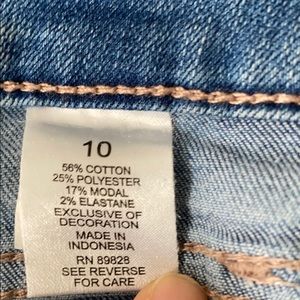 10
56% COTTON
25% POLYESTER
17% MODAL
2% ELASTANE
EXCLUSIVE OF
DECORATION
MADE IN
INDONESIA
RN 89828
SEE REVERSE
FOR CARE